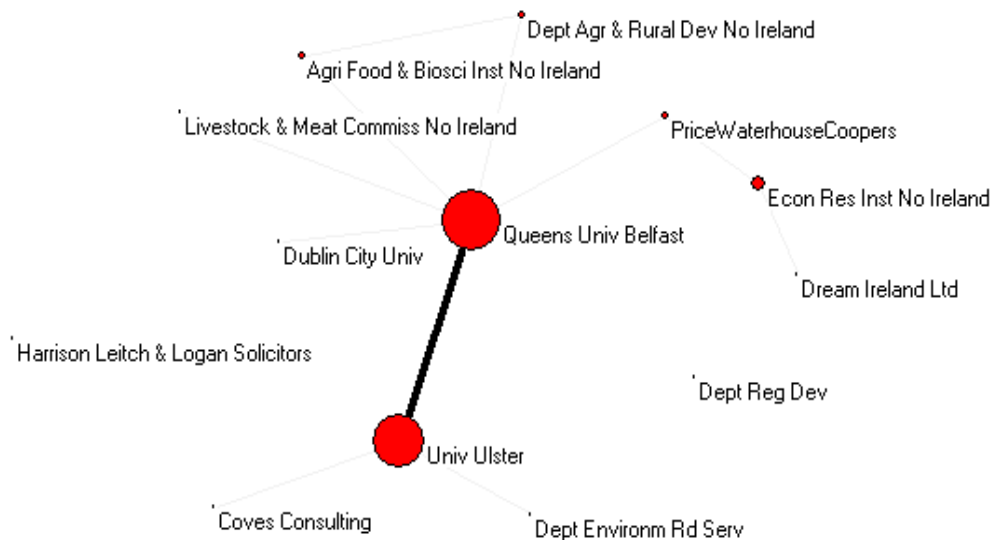 Dept Agr & Rural Dev No Ireland
Agri Food & Biosci Inst No Ireland
Livestock & Meat Commiss No Ireland
PriceWaterhouseCoopers
Econ Res Inst No Ireland
Queens Univ Belfast
Dublin City Univ
Dream Ireland Ltd
Harrison Leitch & Logan Solicitors
Dept Reg Dev
Univ Ulster
Coves Consulting
Dept Environm Rd Serv